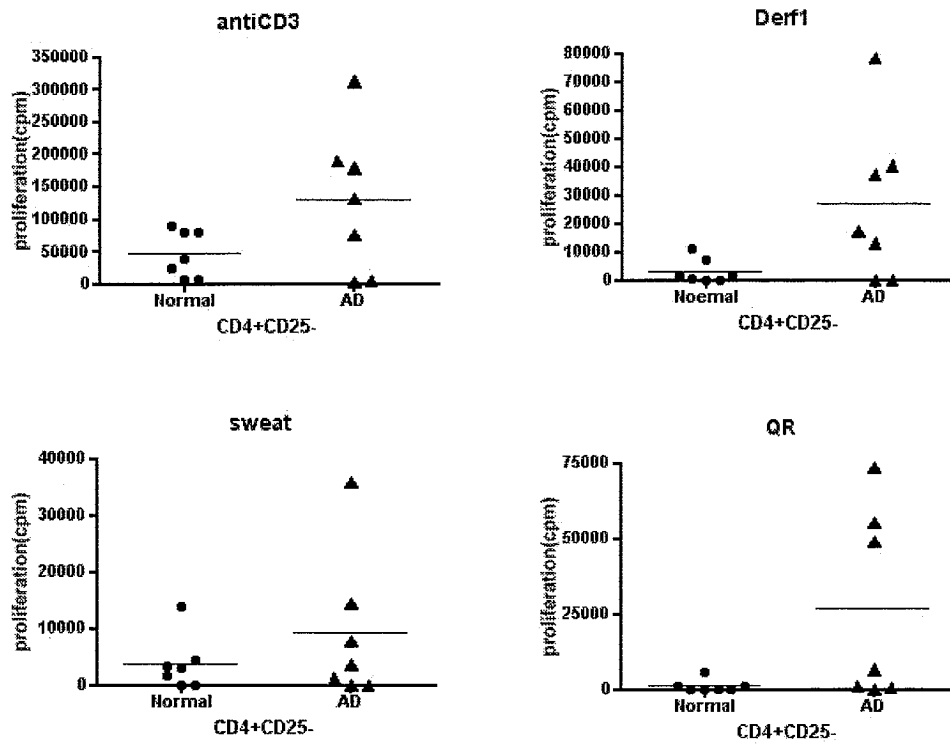 antiCD3
proliferation(cpm)
350000
300000
250000
200000
150000
100000
50000
0
Normal
AD
CD4+CD25-
Derf1
proliferation(cpm)
80000
70000
60000
50000
40000
30000
20000
10000
0
Noemal
AD
CD4+CD25-
sweat
proliferation(cpm)
40000
30000
20000
10000
0
Normal
AD
CD4+CD25-
QR
proliferation(cpm)
75000
50000
25000
0
Normal
AD
CD4+CD25-